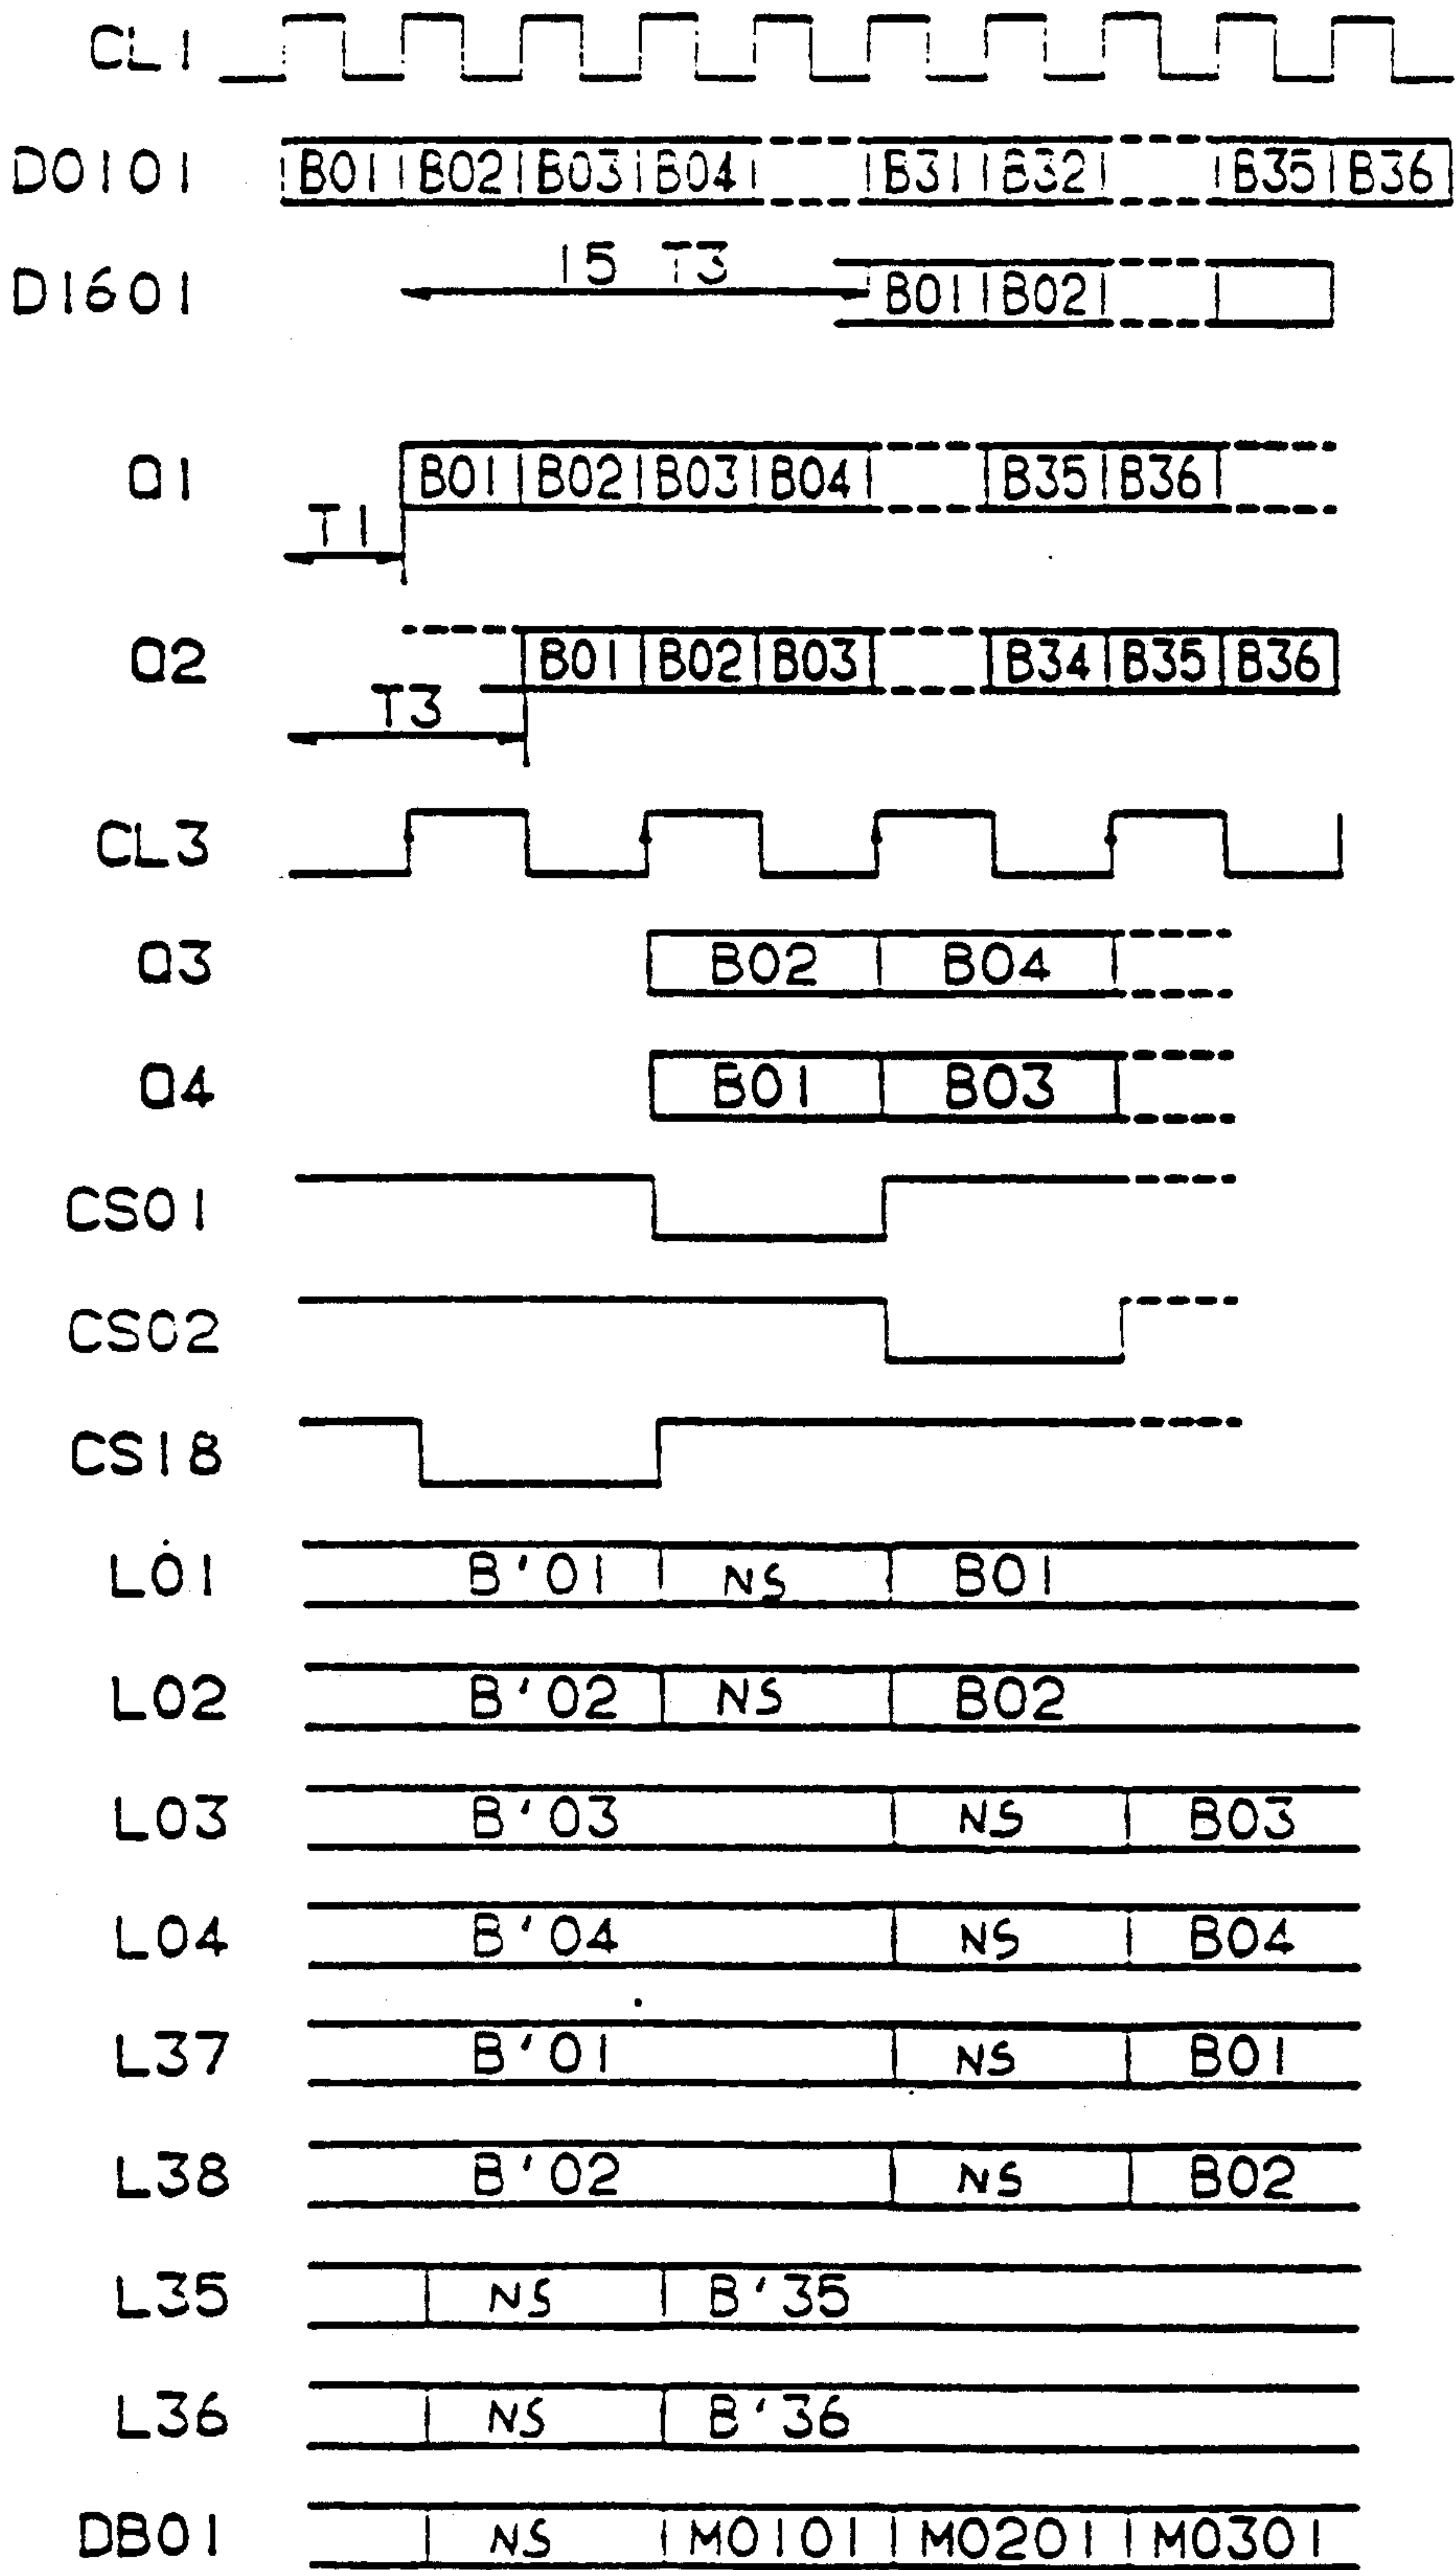 CL1
D0101 B01 B02 B03 B04 B31 B32 B35 B36
15 T3
D1601 B01 B02
Q1 B01 B02 B03 B04 B35 B36
T1
Q2 B01 B02 B03 B34 B35 B36
T3
CL3
Q3 B02 B04
Q4 B01 B03
CS01
CS02
CS18
L01 B'01 NS B01
L02 B'02 NS B02
L03 B'03 NS B03
L04 B'04 NS B04
L37 B'01 NS B01
L38 B'02 NS B02
L35 NS B'35
L36 NS B'36
DB01 NS M0101 M0201 M0301